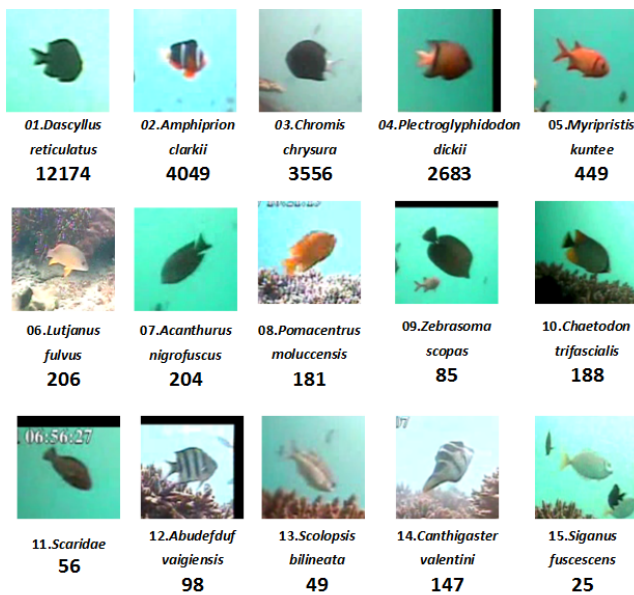 01.Dascyllus
reticulatus
12174
02.Amphiprion
clarkii
4049
03.Chromis
chrysura
3556
04.Plectroglyphidodon
dickii
2683
05.Myripristis
kuntee
449
06.Lutjanus
fulvus
206
07.Acanthurus
nigrofuscus
204
08.Pomacentrus
moluccensis
181
09.Zebrasoma
scopas
85
10.Chaetodon
trifascialis
188
06:56:27
11.Scaridae
56
12.Abudefduf
vaigiensis
98
13.Scolopsis
bilineata
49
14.Canthigaster
valentini
147
15.Siganus
fuscescens
25